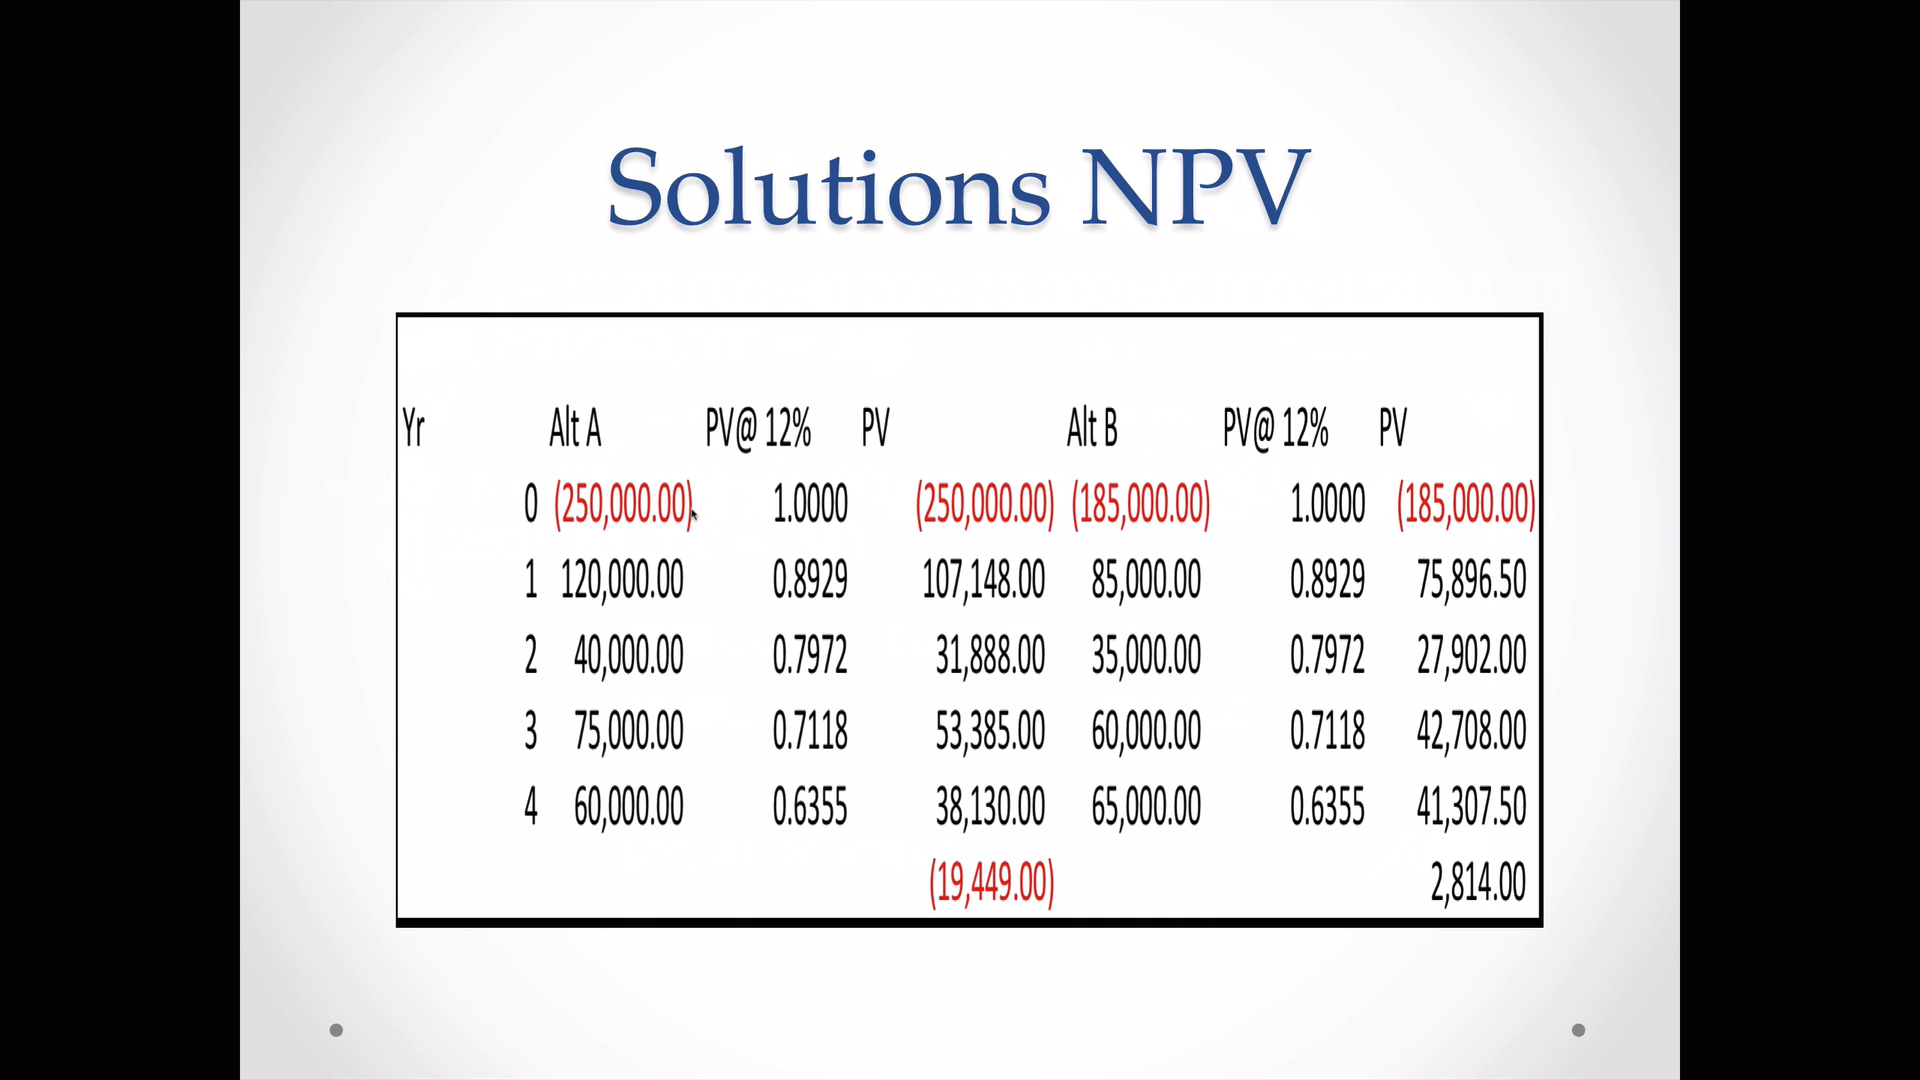 Solutions NPV
Yr Alt A PV@ 12% PV Alt B PV@ 12% PV
0 (250,000.00) 1.0000 (250,000.00) (185,000.00) 1.0000 (185,000.00)
1 120,000.00 0.8929 107,148.00 85,000.00 0.8929 75,896.50
2 40,000.00 0.7972 31,888.00 35,000.00 0.7972 27,902.00
3 75,000.00 0.7118 53,385.00 60,000.00 0.7118 42,708.00
4 60,000.00 0.6355 38,130.00 65,000.00 0.6355 41,307.50
(19,449.00) 2,814.00